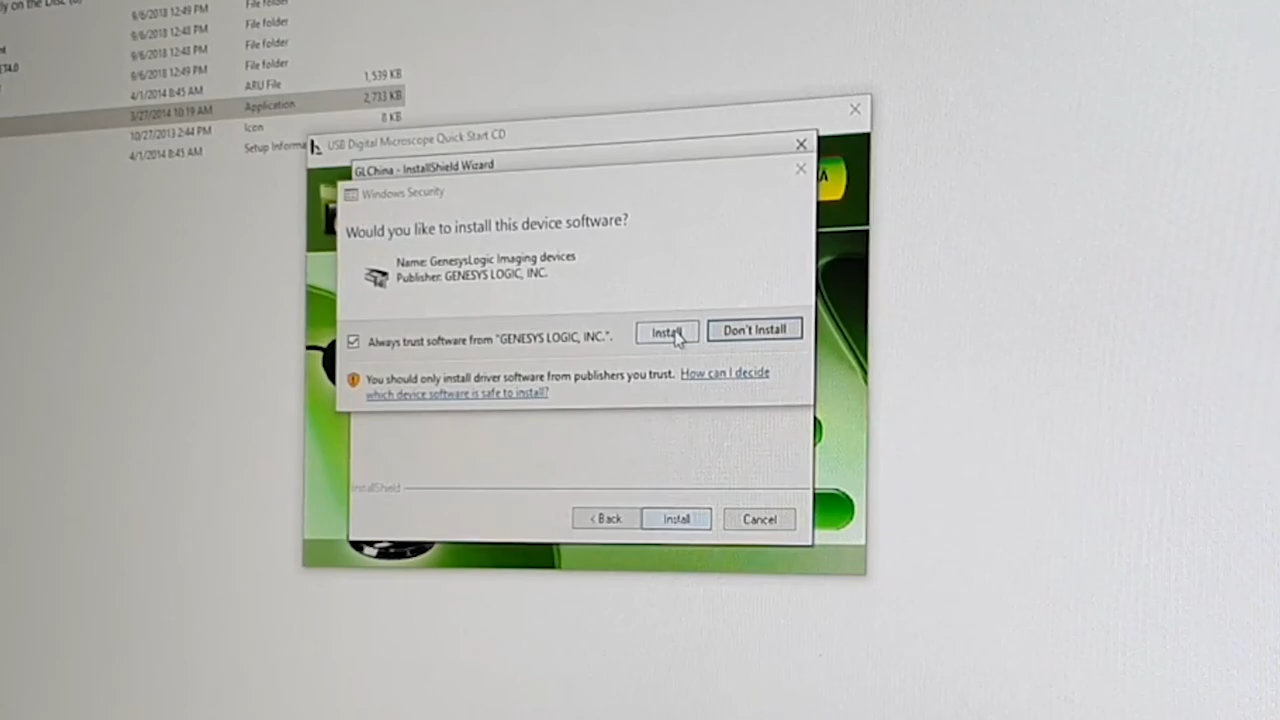 9/6/2018 12:49 PM File folder
9/6/2018 12:48 PM File folder
9/6/2018 12:48 PM File folder
9/6/2018 12:49 PM File folder
4/1/2014 8:45 AM ARU File 1,539 KB
3/27/2014 10:19 AM Application 2,733 KB
10/27/2013 2:44 PM Icon 8 KB
4/1/2014 8:45 AM Setup Informa
USB Digital Microscope Quick Start CD
GLChina - InstallShield Wizard
Windows Security
Would you like to install this device software?
Name: GenesysLogic Imaging devices
Publisher: GENESYS LOGIC, INC.
Always trust software from "GENESYS LOGIC, INC.".
Install
Don't Install
You should only install driver software from publishers you trust. How can I decide
which device software is safe to install?
InstallShield
< Back
Install
Cancel